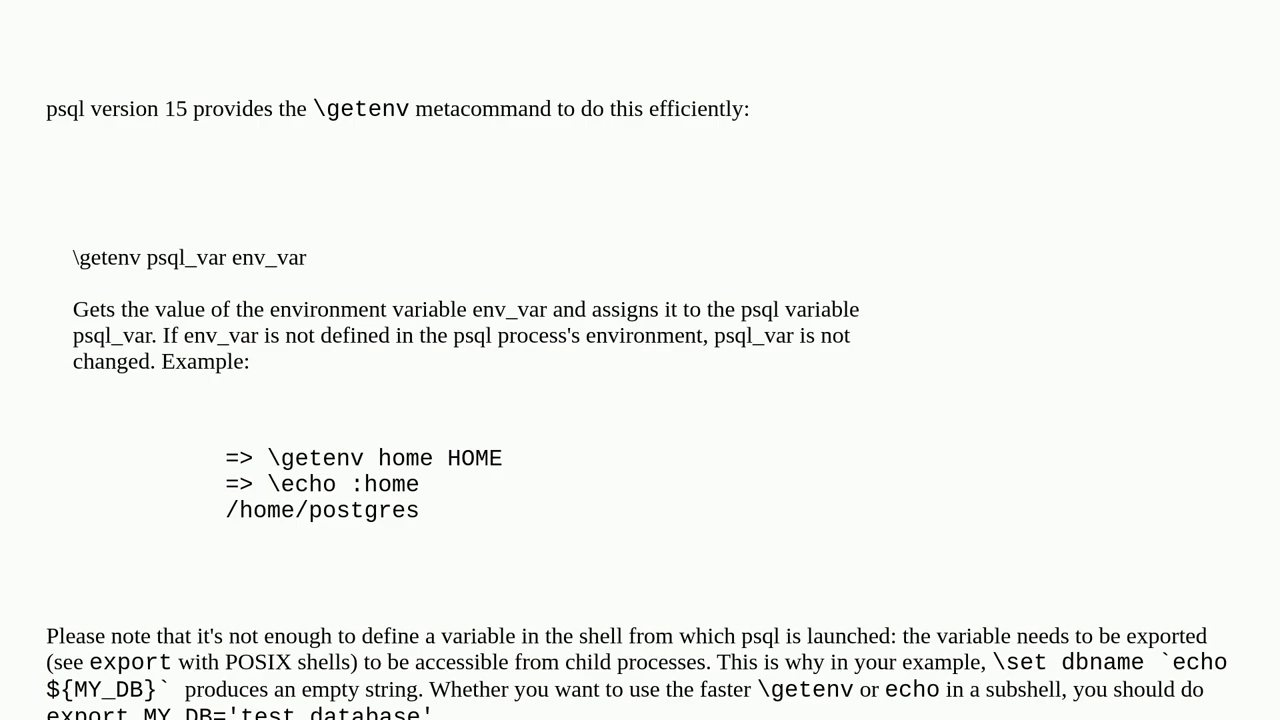 psql version 15 provides the \getenv metacommand to do this efficiently:
\getenv psql_var env_var
Gets the value of the environment variable env_var and assigns it to the psql variable
psql_var. If env_var is not defined in the psql process's environment, psql_var is not
changed. Example:
=> \getenv home HOME
=> \echo :home
/home/postgres
Please note that it's not enough to define a variable in the shell from which psql is launched: the variable needs to be exported
(see export with POSIX shells) to be accessible from child processes. This is why in your example, \set dbname `echo
${MY_DB}` produces an empty string. Whether you want to use the faster \getenv or echo in a subshell, you should do
export MY_DB='test_database'